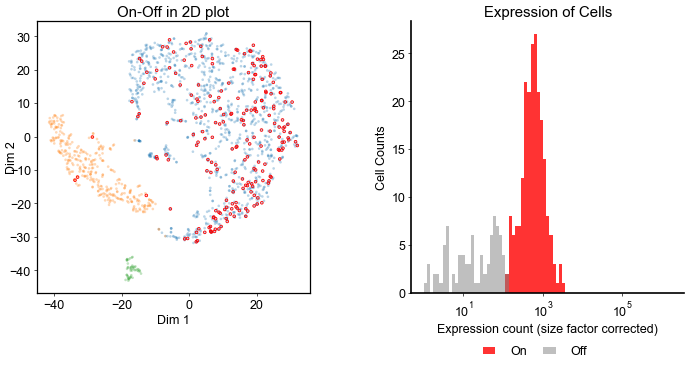 On-Off in 2D plot
30
20
10
0
−10
−20
−30
−40
Dim 2
−40
−20
0
20
Dim 1
Expression of Cells
25
20
15
10
5
0
Cell Counts
10^1
10^3
10^5
Expression count (size factor corrected)
On
Off